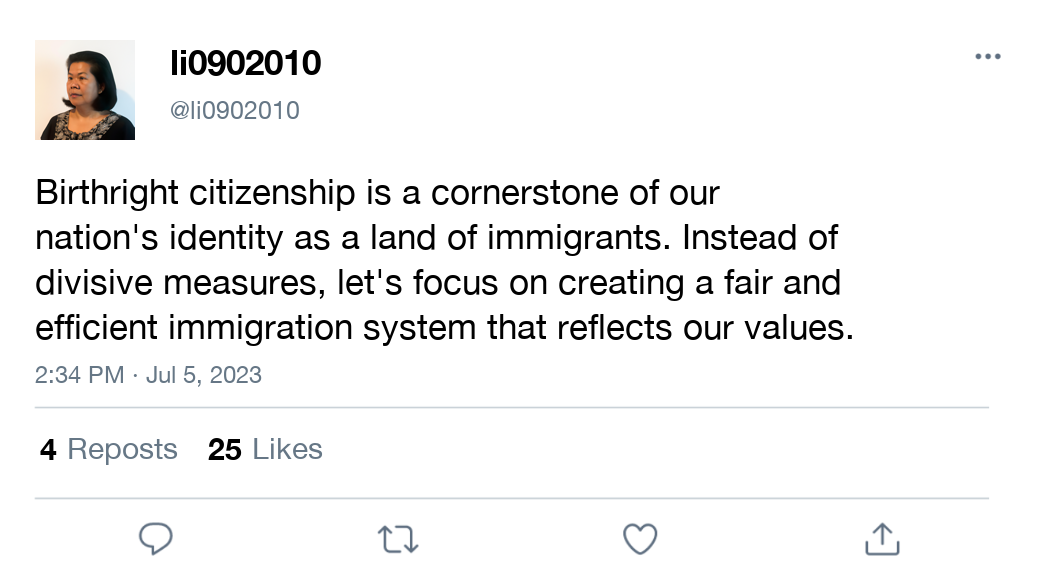 li0902010
@li0902010
Birthright citizenship is a cornerstone of our
nation's identity as a land of immigrants. Instead of
divisive measures, let's focus on creating a fair and
efficient immigration system that reflects our values.
2:34 PM · Jul 5, 2023
4 Reposts 25 Likes